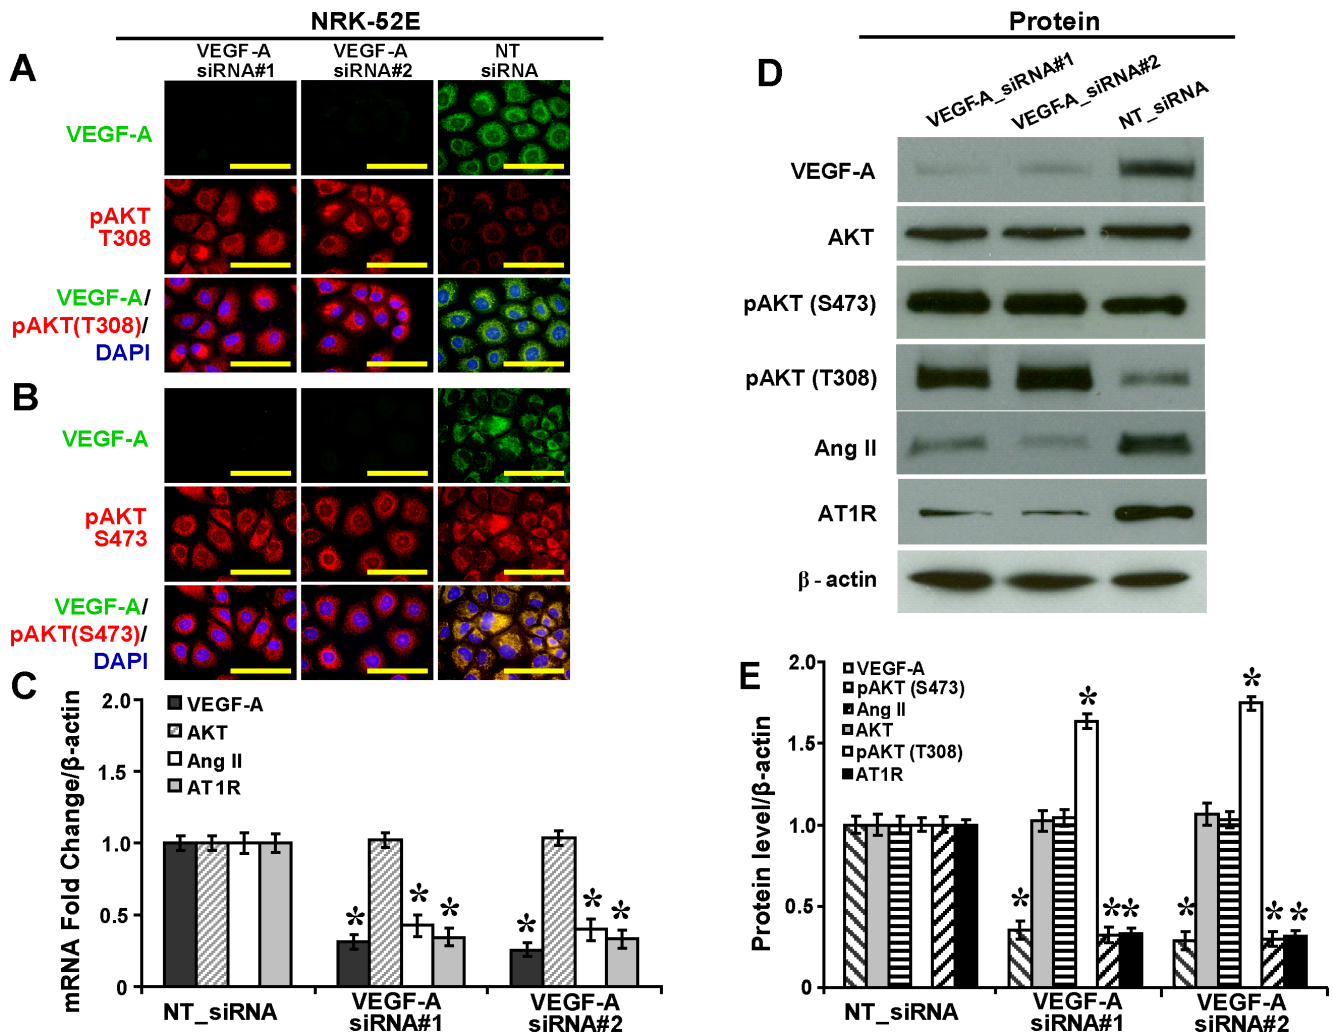 NRK-52E
VEGF-A
siRNA#1
VEGF-A
siRNA#2
NT
siRNA
A
VEGF-A
pAKT
T308
VEGF-A/
pAKT(T308)/
DAPI
B
VEGF-A
pAKT
S473
VEGF-A/
pAKT(S473)/
DAPI
C
mRNA Fold Change/β-actin
2.0
1.5
1.0
0.5
0
VEGF-A
AKT
Ang II
AT1R
* * *
* * *
NT_siRNA
VEGF-A
siRNA#1
VEGF-A
siRNA#2
Protein
D
VEGF-A_siRNA#1
VEGF-A_siRNA#2
NT_siRNA
VEGF-A
AKT
pAKT (S473)
pAKT (T308)
Ang II
AT1R
β - actin
E
Protein level/β-actin
2.0
1.5
1.0
0.5
0
VEGF-A
pAKT (S473)
Ang II
AKT
pAKT (T308)
AT1R
* * * *
* * * *
NT_siRNA
VEGF-A
siRNA#1
VEGF-A
siRNA#2